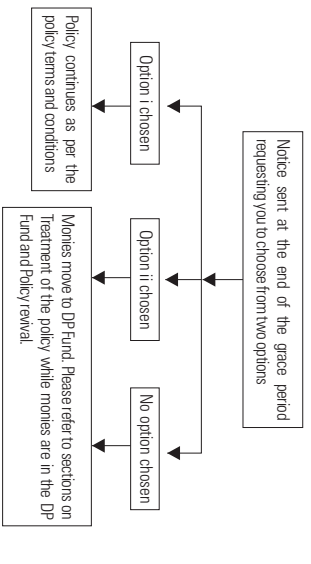 Notice sent at the end of the grace period
requesting you to choose from two options
Option i chosen
Option ii chosen
No option chosen
Policy continues as per the
policy terms and conditions
Monies move to DP Fund. Please refer to sections on
Treatment of the policy while monies are in the DP
Fund and Policy revival.